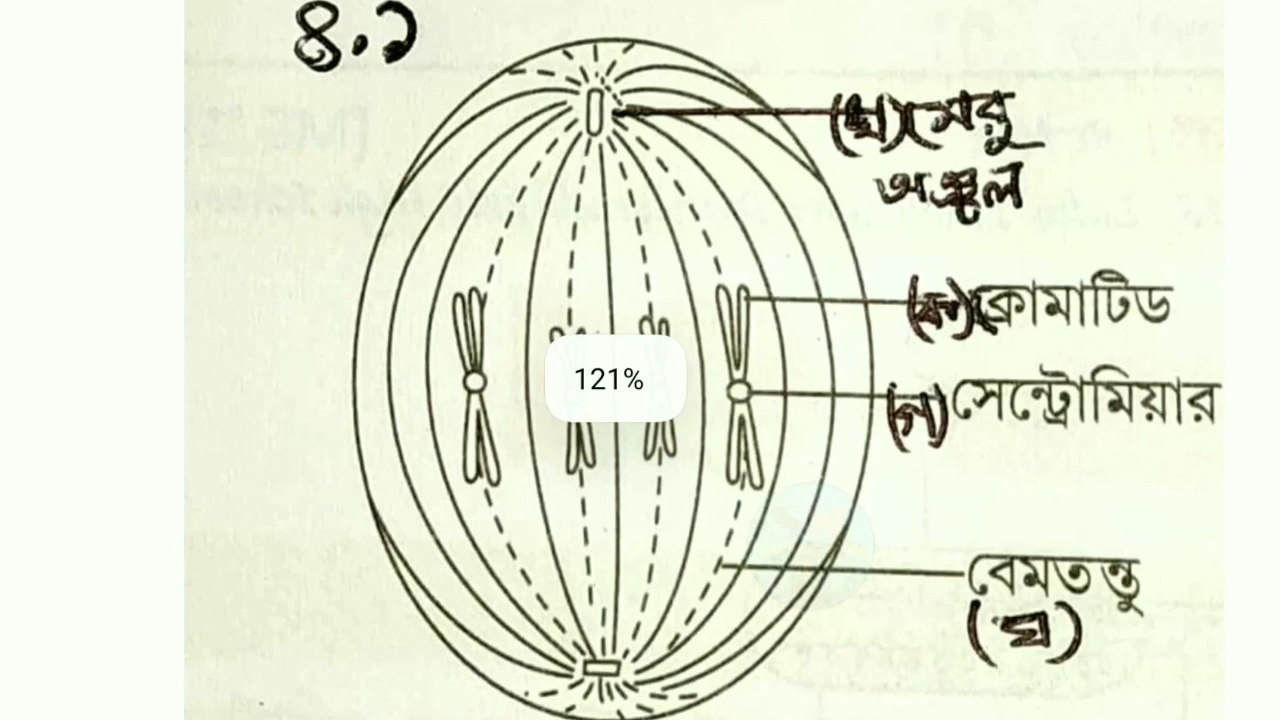 ৪.১
(খ) মেরু
অঞ্চল
(ক) ক্রোমাটিড
121%
(গ) সেন্ট্রোমিয়ার
বেমতন্তু
(ঘ)